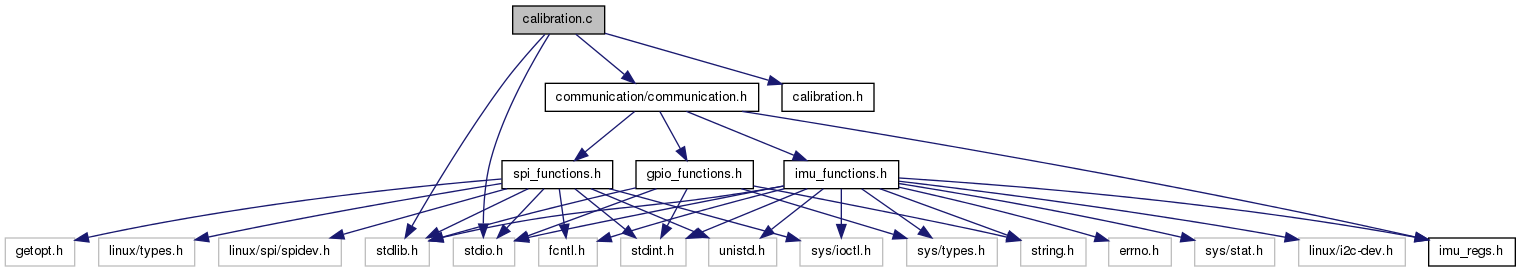 calibration.c
communication/communication.h
calibration.h
spi_functions.h
gpio_functions.h
imu_functions.h
getopt.h
linux/types.h
linux/spi/spidev.h
stdlib.h
stdio.h
fcntl.h
stdint.h
unistd.h
sys/ioctl.h
sys/types.h
string.h
errno.h
sys/stat.h
linux/i2c-dev.h
imu_regs.h